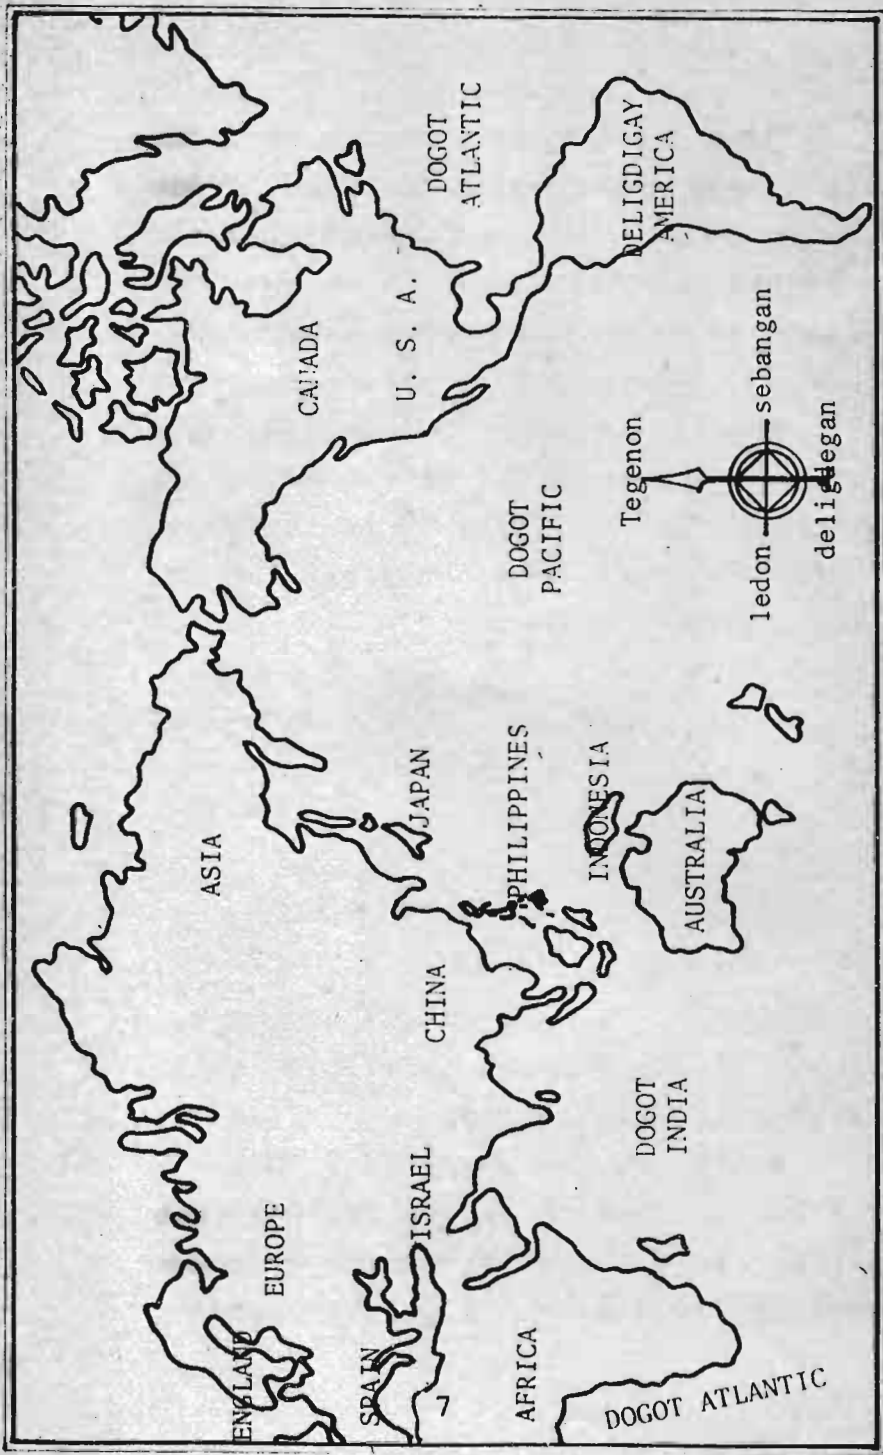 ENGLAND
EUROPE
ASIA
CANADA
SPAIN
ISRAEL
CHINA
JAPAN
U. S. A.
DOGOT
ATLANTIC
7
AFRICA
PHILIPPINES
DOGOT
PACIFIC
INDONESIA
DOGOT
INDIA
AUSTRALIA
DELIGDIGAY
AMERICA
DOGOT ATLANTIC
Tegenon
ledon
sebangan
deligdegan